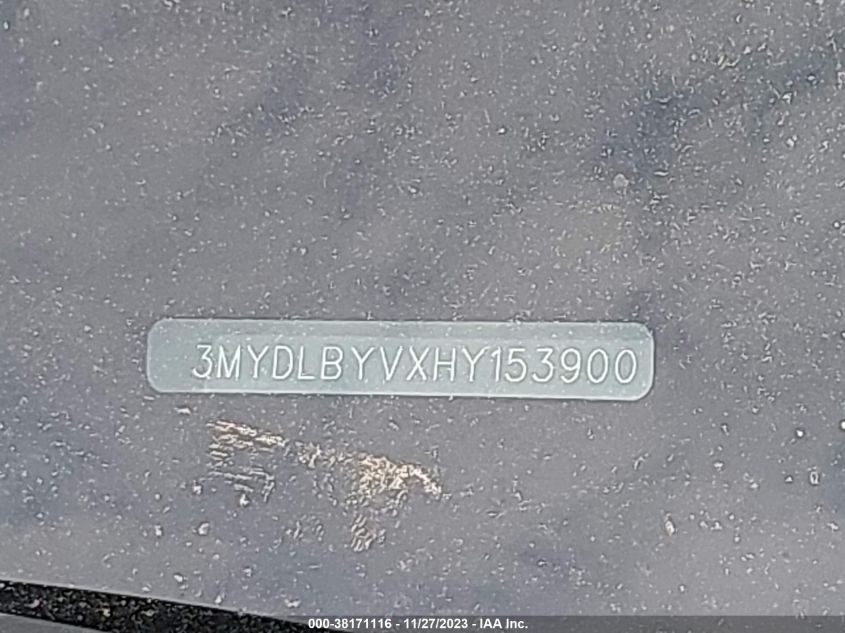 3MYDLBYVXHY153900
000-38171116 - 11/27/2023 - IAA Inc.